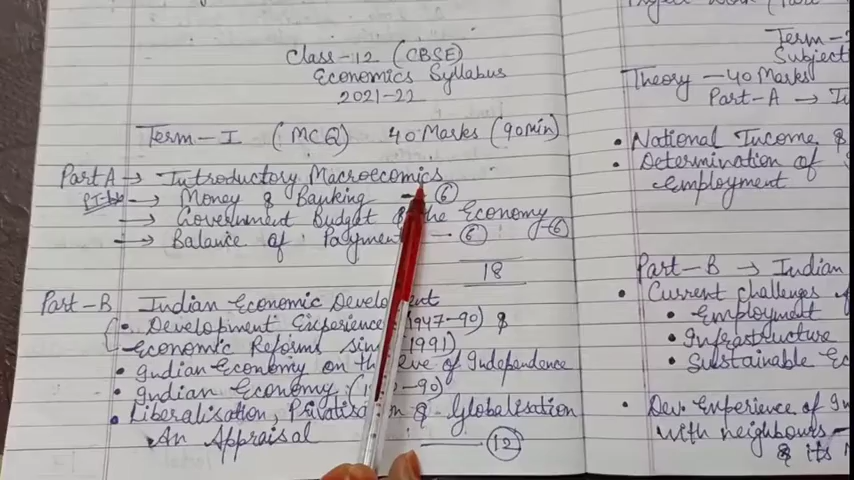 Class-12 (CBSE)
Economics Syllabus
2021-22
Term-I (MCQ) 40 Marks (90min)
Part A → Introductory Macroecomics
→ Money & Banking - 6
→ Government Budget & the Economy - 6
→ Balance of Payment - 6
18
Part-B Indian Economic Development
• Development Experience (1947-90) &
Economic Reforms since (1991)
• Indian Economy on the eve of Independence
• Indian Economy (-90)
• Liberalisation, Privatisation & Globalisation
An Appraisal
12
Term-
Subject
Theory - 40 Marks
Part-A →
• National Income &
• Determination of
Employment
Part-B → Indian
• Current challenges
• Employment
• Infrastructure
• Sustainable Ec
• Dev. Experience of In
with neighbours -
& its